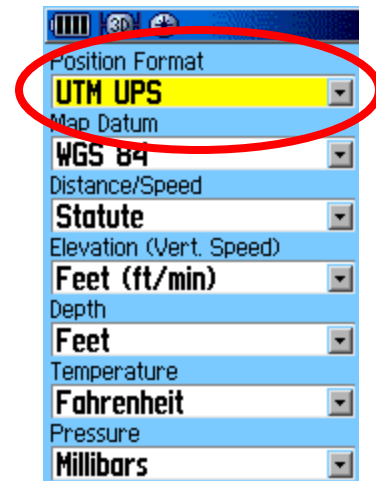 3D
Position Format
UTM UPS
Map Datum
WGS 84
Distance/Speed
Statute
Elevation (Vert. Speed)
Feet (ft/min)
Depth
Feet
Temperature
Fahrenheit
Pressure
Millibars